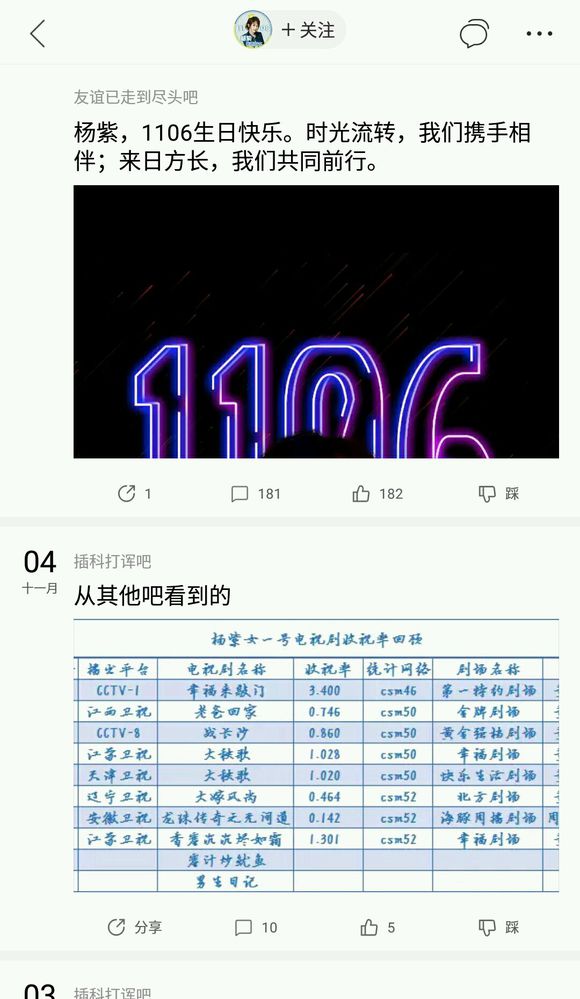 ＋关注
友谊已走到尽头吧
杨紫，1106生日快乐。时光流转，我们携手相
伴；来日方长，我们共同前行。
1106
1 181 182 踩
04
十一月
插科打诨吧
从其他吧看到的
杨紫女一号电视剧收视率回顾
播出平台 电视剧名称 收视率 统计网络 剧场名称
CCTV-1 幸福来敲门 3.400 csm46 第一特约剧场
江西卫视 老爸回家 0.746 csm50 金牌剧场
CCTV-8 战长沙 0.860 csm50 黄金强档剧场
江苏卫视 大秧歌 1.028 csm50 幸福剧场
天津卫视 大秧歌 1.020 csm50 快乐生活剧场
辽宁卫视 大嫁风尚 0.464 csm52 北方剧场
安徽卫视 龙珠传奇之无间道 0.142 csm52 海豚周播剧场 周
江苏卫视 香蜜沉沉烬如霜 1.301 csm52 幸福剧场
蜜汁炒鱿鱼
男生日记
分享 10 5 踩
03
插科打诨吧